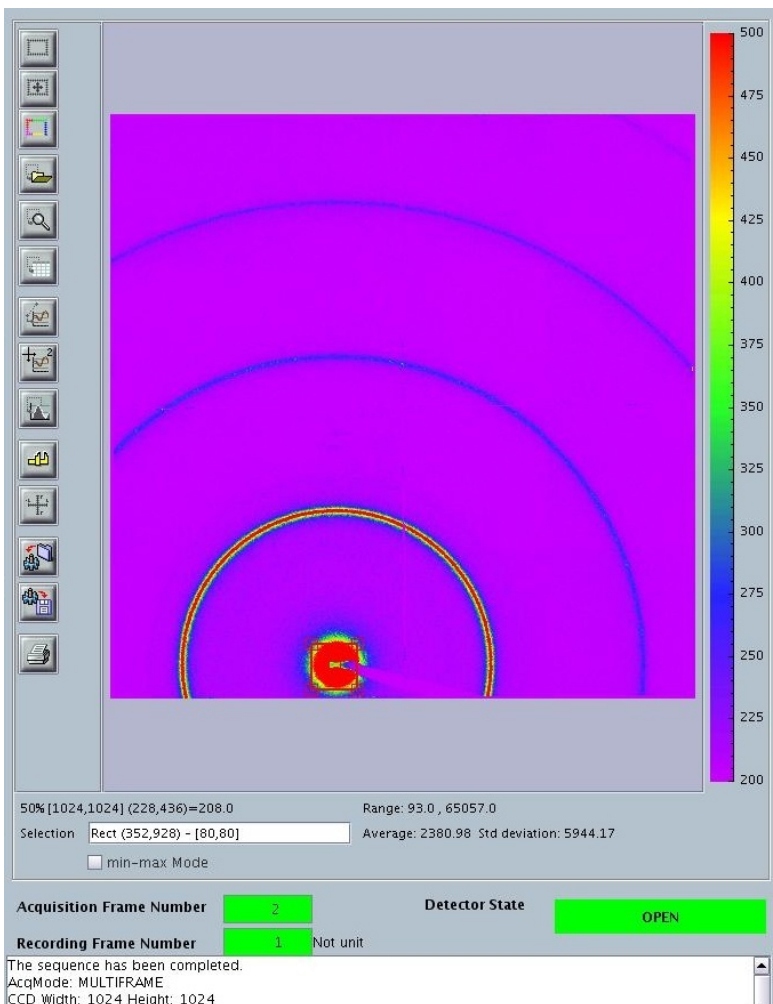 500
475
450
425
400
375
350
325
300
275
250
225
200
50% [1024,1024] (228,436)=208.0 Range: 93.0 , 65057.0
Selection Rect (352,928) - [80,80] Average: 2380.98 Std deviation: 5944.17
min-max Mode
Acquisition Frame Number 2 Detector State OPEN
Recording Frame Number 1 Not unit
The sequence has been completed.
AcqMode: MULTIFRAME
CCD Width: 1024 Height: 1024